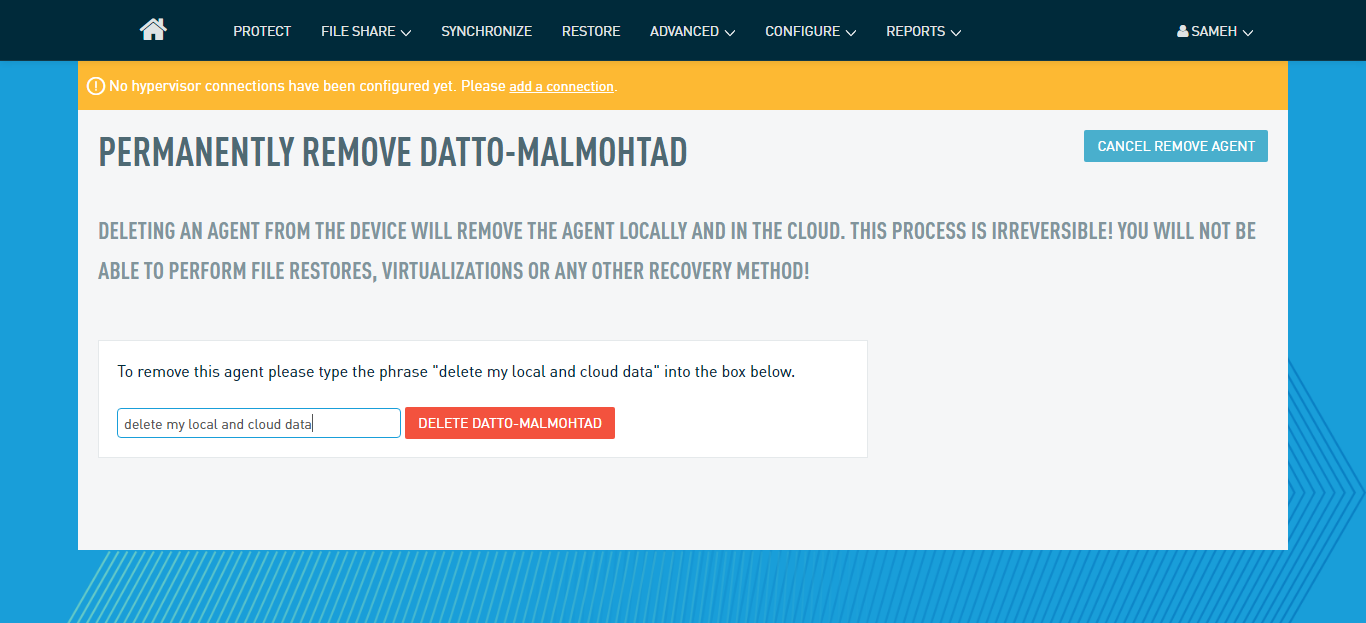 PROTECT FILE SHARE SYNCHRONIZE RESTORE ADVANCED CONFIGURE REPORTS SAMEH
No hypervisor connections have been configured yet. Please add a connection.
PERMANENTLY REMOVE DATTO-MALMOHTAD
CANCEL REMOVE AGENT
DELETING AN AGENT FROM THE DEVICE WILL REMOVE THE AGENT LOCALLY AND IN THE CLOUD. THIS PROCESS IS IRREVERSIBLE! YOU WILL NOT BE
ABLE TO PERFORM FILE RESTORES, VIRTUALIZATIONS OR ANY OTHER RECOVERY METHOD!
To remove this agent please type the phrase "delete my local and cloud data" into the box below.
delete my local and cloud data DELETE DATTO-MALMOHTAD